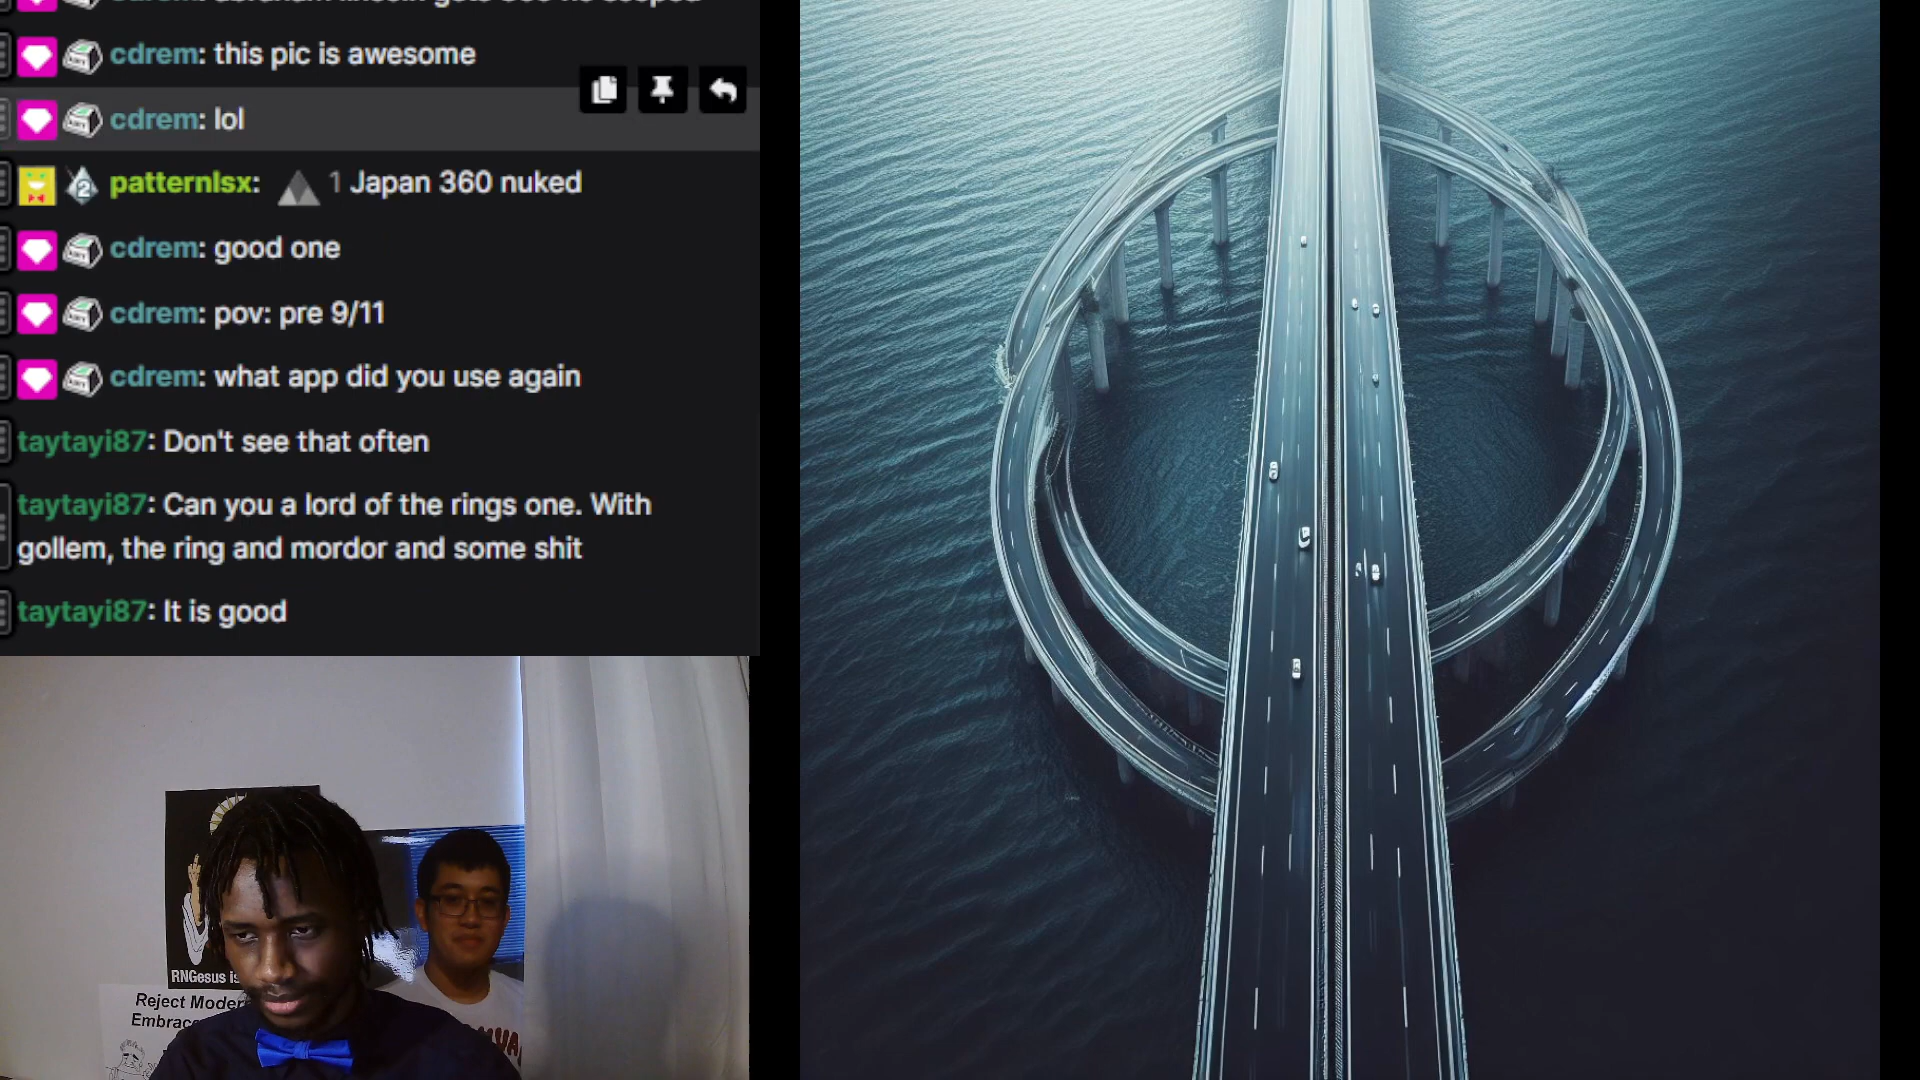 cdrem: this pic is awesome
cdrem: lol
patternlsx: 1 Japan 360 nuked
cdrem: good one
cdrem: pov: pre 9/11
cdrem: what app did you use again
taytayi87: Don't see that often
taytayi87: Can you a lord of the rings one. With
gollem, the ring and mordor and some shit
taytayi87: It is good
RNGesus is
Reject Moder
Embrac